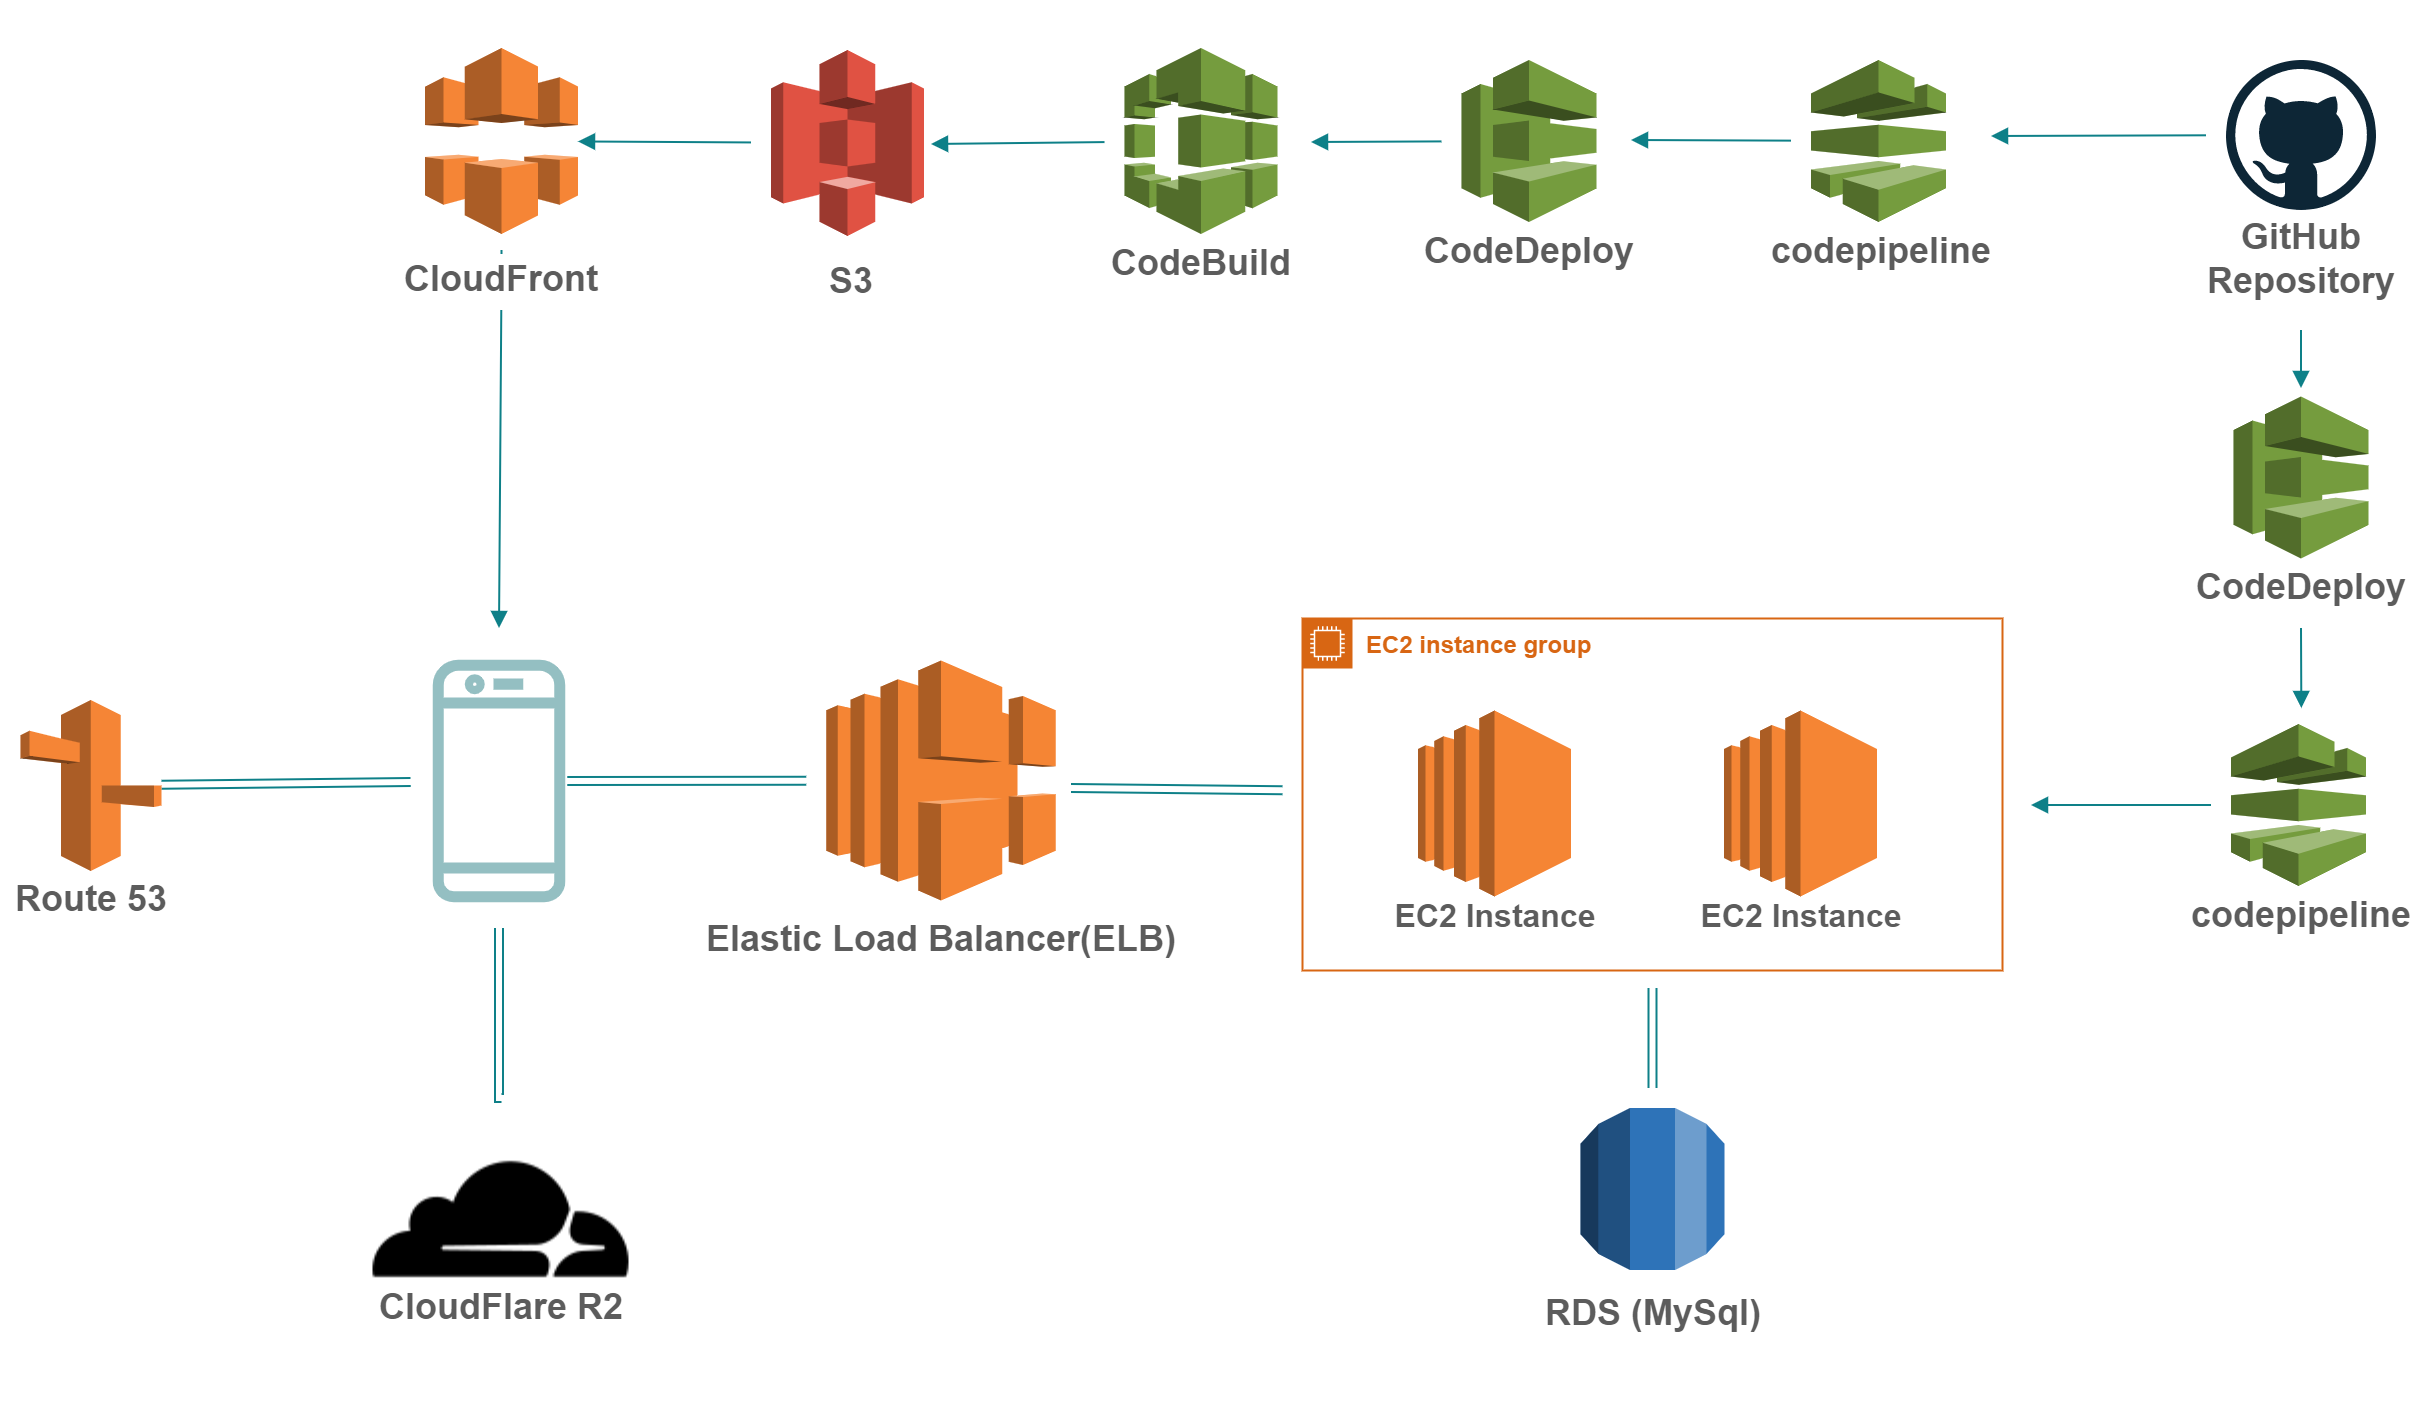 CloudFront
S3
CodeBuild
CodeDeploy
codepipeline
GitHub
Repository
CodeDeploy
EC2 instance group
Route 53
Elastic Load Balancer(ELB)
EC2 Instance
EC2 Instance
codepipeline
CloudFlare R2
RDS (MySql)